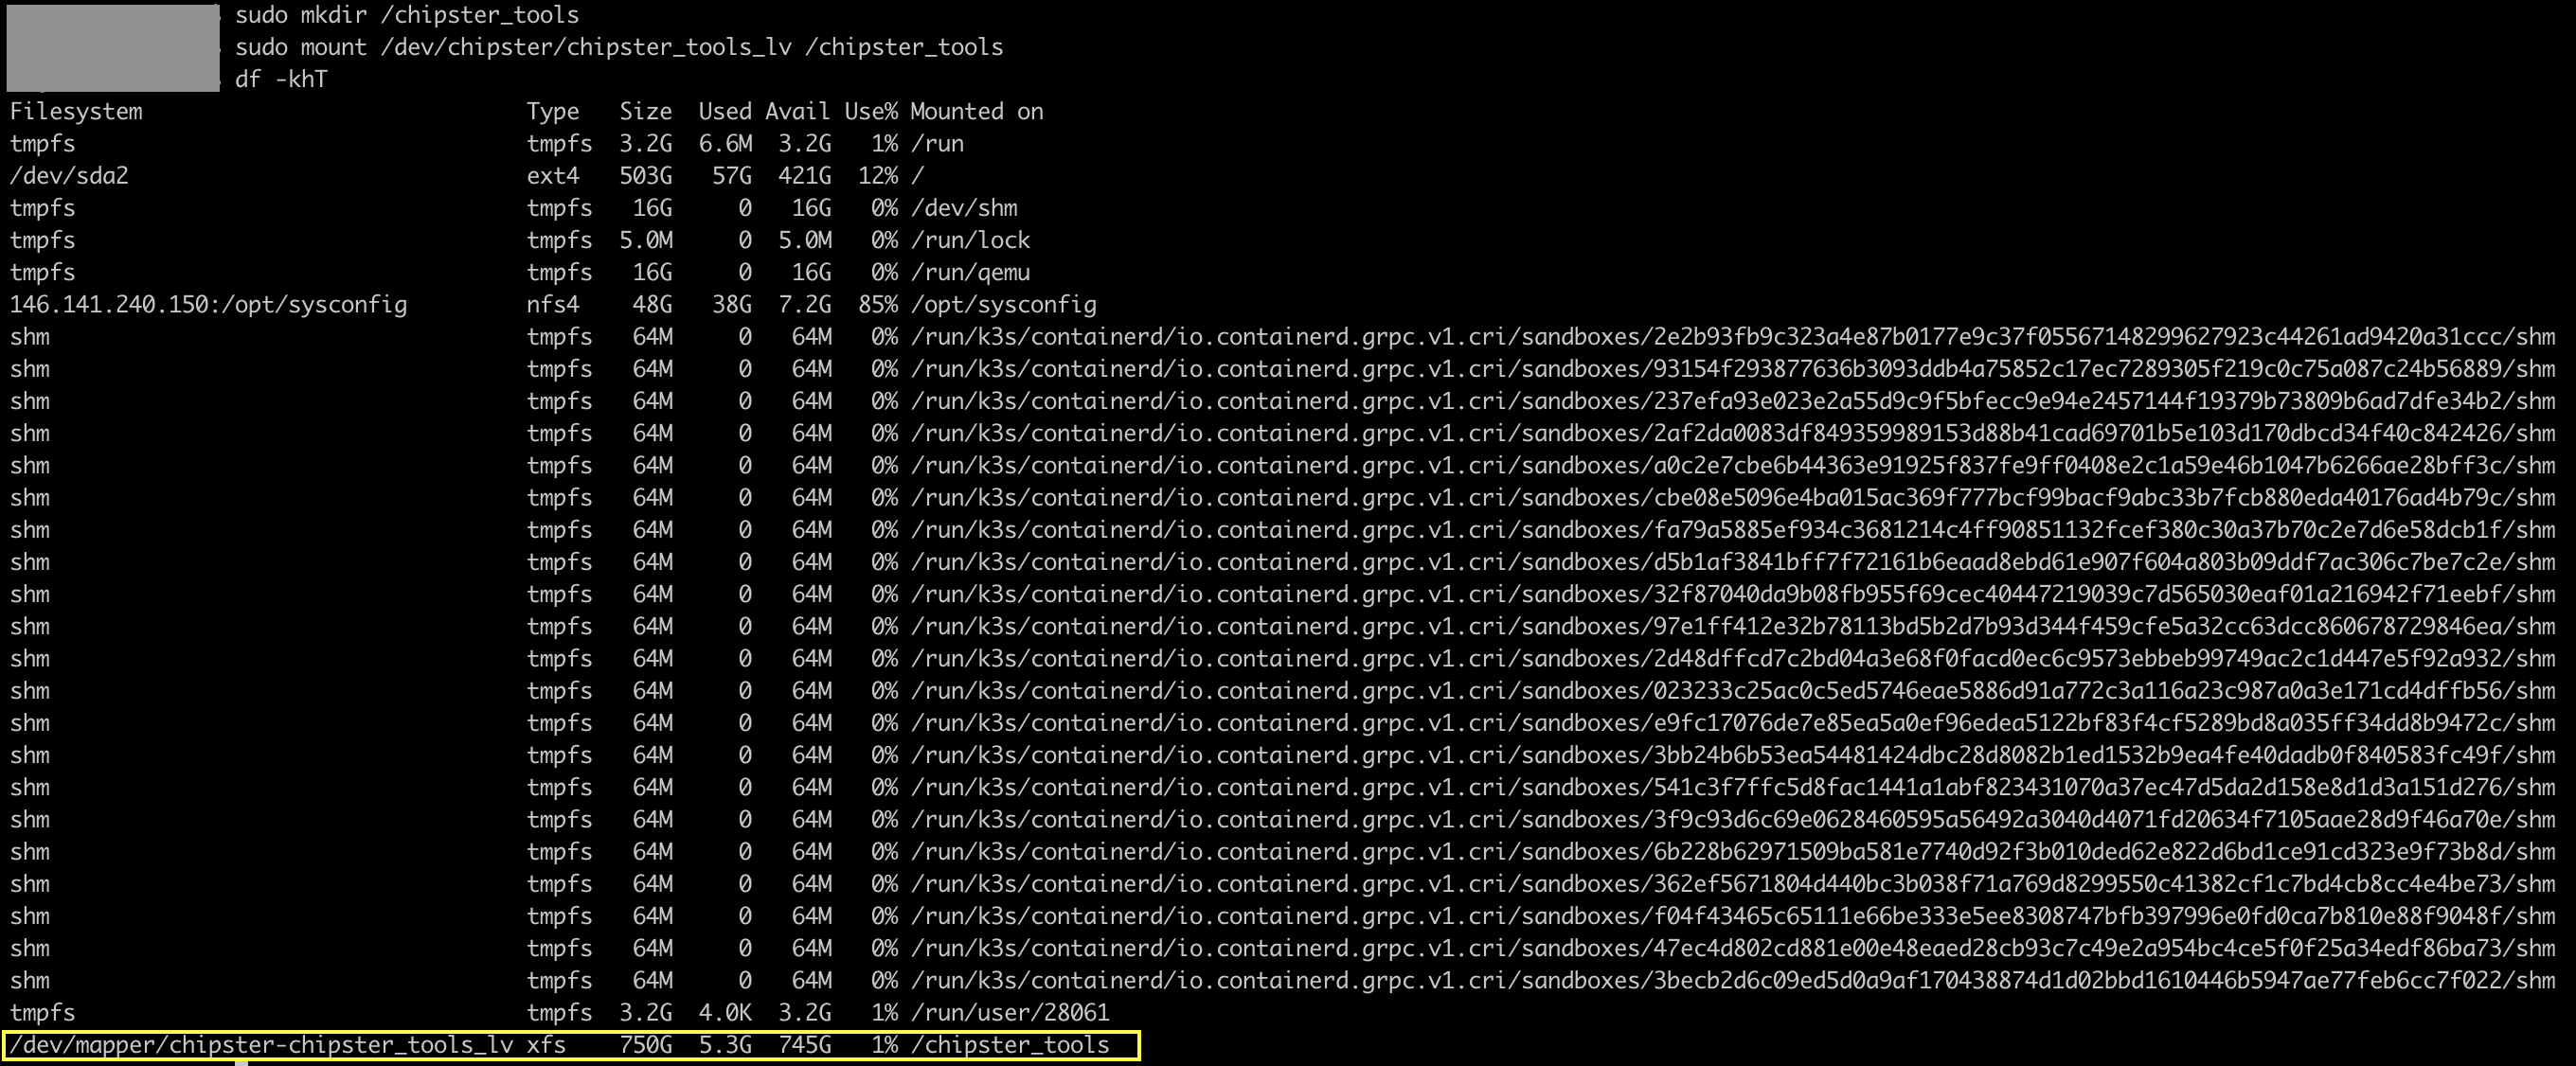 sudo mkdir /chipster_tools
sudo mount /dev/chipster/chipster_tools_lv /chipster_tools
df -khT
Filesystem Type Size Used Avail Use% Mounted on
tmpfs tmpfs 3.2G 6.6M 3.2G 1% /run
/dev/sda2 ext4 503G 57G 421G 12% /
tmpfs tmpfs 16G 0 16G 0% /dev/shm
tmpfs tmpfs 5.0M 0 5.0M 0% /run/lock
tmpfs tmpfs 16G 0 16G 0% /run/qemu
146.141.240.150:/opt/sysconfig nfs4 48G 38G 7.2G 85% /opt/sysconfig
shm tmpfs 64M 0 64M 0% /run/k3s/containerd/io.containerd.grpc.v1.cri/sandboxes/2e2b93fb9c323a4e87b0177e9c37f05567148299627923c44261ad9420a31ccc/shm
shm tmpfs 64M 0 64M 0% /run/k3s/containerd/io.containerd.grpc.v1.cri/sandboxes/93154f293877636b3093ddb4a75852c17ec7289305f219c0c75a087c24b56889/shm
shm tmpfs 64M 0 64M 0% /run/k3s/containerd/io.containerd.grpc.v1.cri/sandboxes/237efa93e023e2a55d9c9f5bfecc9e94e2457144f19379b73809b6ad7dfe34b2/shm
shm tmpfs 64M 0 64M 0% /run/k3s/containerd/io.containerd.grpc.v1.cri/sandboxes/2af2da0083df849359989153d88b41cad69701b5e103d170dbcd34f40c842426/shm
shm tmpfs 64M 0 64M 0% /run/k3s/containerd/io.containerd.grpc.v1.cri/sandboxes/a0c2e7cbe6b44363e91925f837fe9ff0408e2c1a59e46b1047b6266ae28bff3c/shm
shm tmpfs 64M 0 64M 0% /run/k3s/containerd/io.containerd.grpc.v1.cri/sandboxes/cbe08e5096e4ba015ac369f777bcf99bacf9abc33b7fcb880eda40176ad4b79c/shm
shm tmpfs 64M 0 64M 0% /run/k3s/containerd/io.containerd.grpc.v1.cri/sandboxes/fa79a5885ef934c3681214c4ff90851132fcef380c30a37b70c2e7d6e58dcb1f/shm
shm tmpfs 64M 0 64M 0% /run/k3s/containerd/io.containerd.grpc.v1.cri/sandboxes/d5b1af3841bff7f72161b6eaad8ebd61e907f604a803b09ddf7ac306c7be7c2e/shm
shm tmpfs 64M 0 64M 0% /run/k3s/containerd/io.containerd.grpc.v1.cri/sandboxes/32f87040da9b08fb955f69cec40447219039c7d565030eaf01a216942f71eebf/shm
shm tmpfs 64M 0 64M 0% /run/k3s/containerd/io.containerd.grpc.v1.cri/sandboxes/97e1ff412e32b78113bd5b2d7b93d344f459cfe5a32cc63dcc860678729846ea/shm
shm tmpfs 64M 0 64M 0% /run/k3s/containerd/io.containerd.grpc.v1.cri/sandboxes/2d48dffcd7c2bd04a3e68f0facd0ec6c9573ebbeb99749ac2c1d447e5f92a932/shm
shm tmpfs 64M 0 64M 0% /run/k3s/containerd/io.containerd.grpc.v1.cri/sandboxes/023233c25ac0c5ed5746eae5886d91a772c3a116a23c987a0a3e171cd4dffb56/shm
shm tmpfs 64M 0 64M 0% /run/k3s/containerd/io.containerd.grpc.v1.cri/sandboxes/e9fc17076de7e85ea5a0ef96edea5122bf83f4cf5289bd8a035ff34dd8b9472c/shm
shm tmpfs 64M 0 64M 0% /run/k3s/containerd/io.containerd.grpc.v1.cri/sandboxes/3bb24b6b53ea54481424dbc28d8082b1ed1532b9ea4fe40dadb0f840583fc49f/shm
shm tmpfs 64M 0 64M 0% /run/k3s/containerd/io.containerd.grpc.v1.cri/sandboxes/541c3f7ffc5d8fac1441a1abf823431070a37ec47d5da2d158e8d1d3a151d276/shm
shm tmpfs 64M 0 64M 0% /run/k3s/containerd/io.containerd.grpc.v1.cri/sandboxes/3f9c93d6c69e0628460595a56492a3040d4071fd20634f7105aae28d9f46a70e/shm
shm tmpfs 64M 0 64M 0% /run/k3s/containerd/io.containerd.grpc.v1.cri/sandboxes/6b228b62971509ba581e7740d92f3b010ded62e822d6bd1ce91cd323e9f73b8d/shm
shm tmpfs 64M 0 64M 0% /run/k3s/containerd/io.containerd.grpc.v1.cri/sandboxes/362ef5671804d440bc3b038f71a769d8299550c41382cf1c7bd4cb8cc4e4be73/shm
shm tmpfs 64M 0 64M 0% /run/k3s/containerd/io.containerd.grpc.v1.cri/sandboxes/f04f43465c65111e66be333e5ee8308747bfb397996e0fd0ca7b810e88f9048f/shm
shm tmpfs 64M 0 64M 0% /run/k3s/containerd/io.containerd.grpc.v1.cri/sandboxes/47ec4d802cd881e00e48eaed28cb93c7c49e2a954bc4ce5f0f25a34edf86ba73/shm
shm tmpfs 64M 0 64M 0% /run/k3s/containerd/io.containerd.grpc.v1.cri/sandboxes/3becb2d6c09ed5d0a9af170438874d1d02bbd1610446b5947ae77feb6cc7f022/shm
tmpfs tmpfs 3.2G 4.0K 3.2G 1% /run/user/28061
/dev/mapper/chipster-chipster_tools_lv xfs 750G 5.3G 745G 1% /chipster_tools